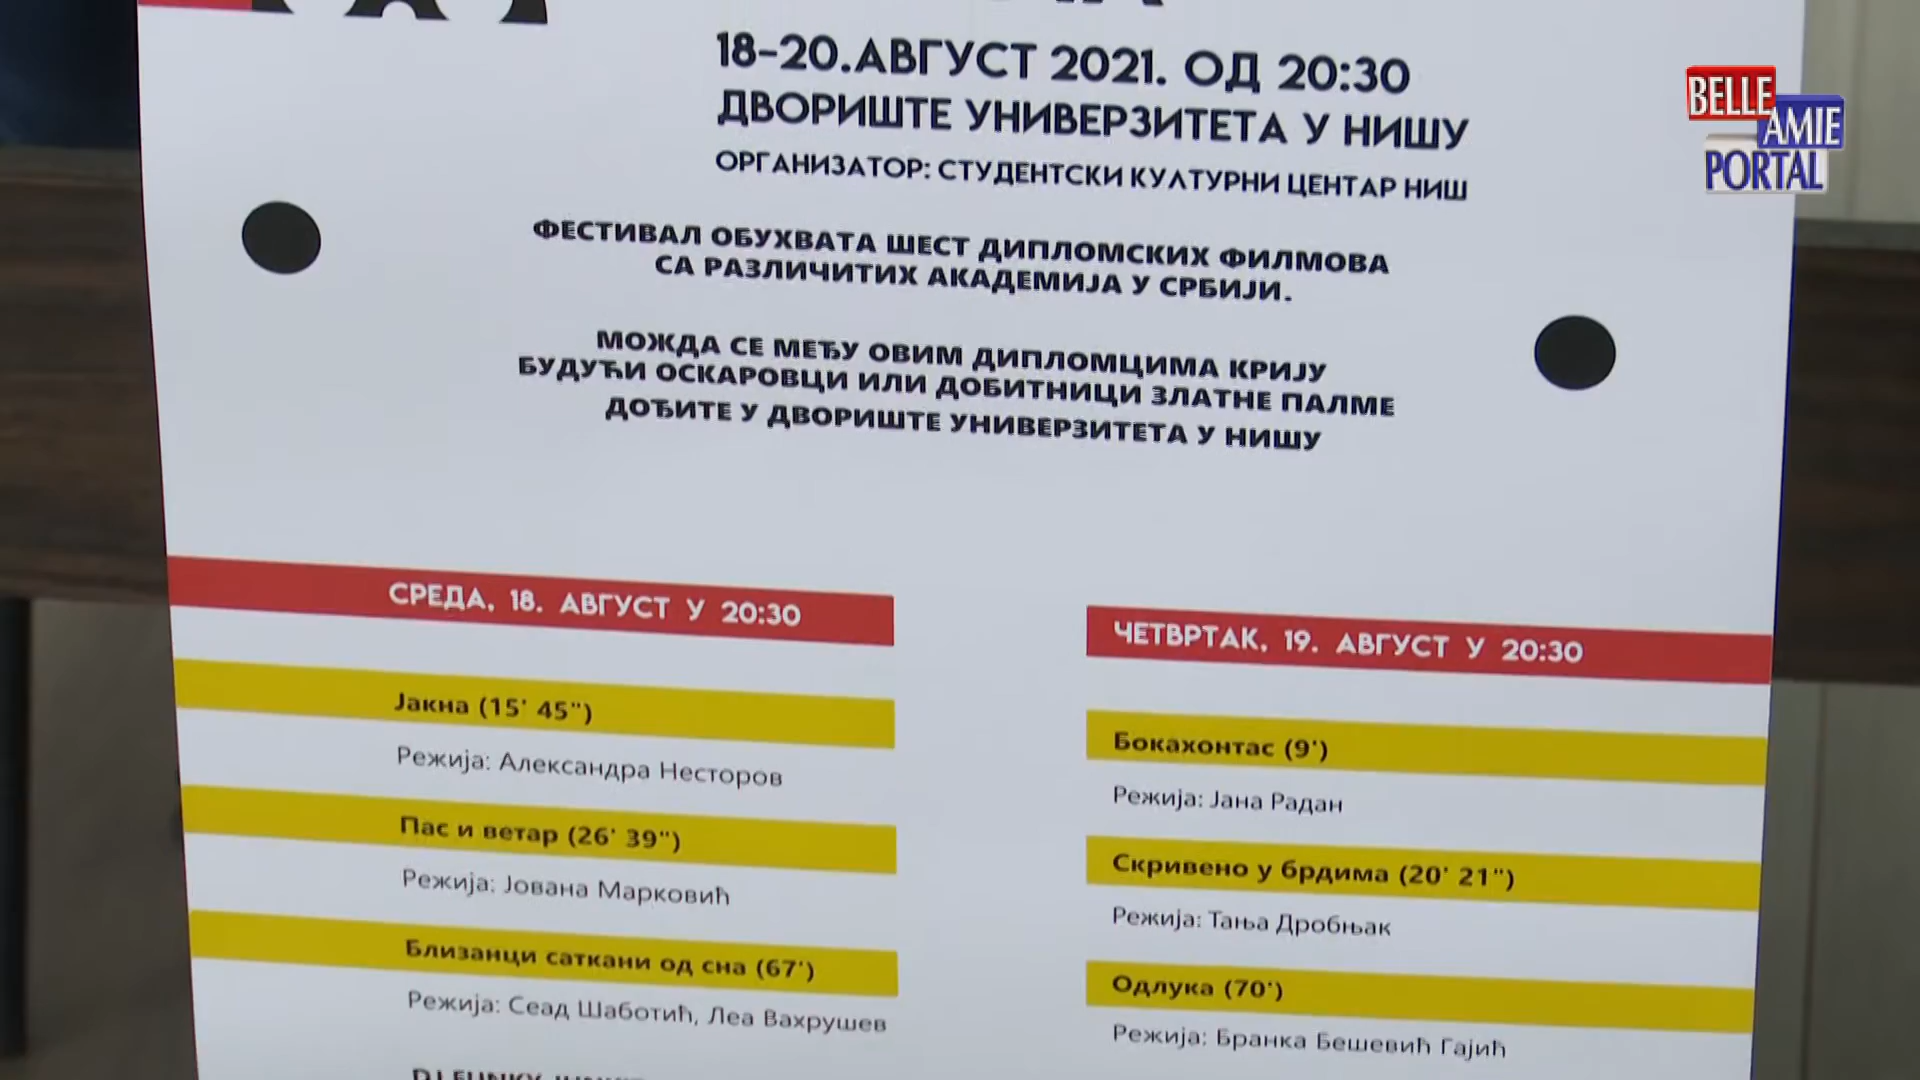 18-20.АВГУСТ 2021. ОД 20:30
ДВОРИШТЕ УНИВЕРЗИТЕТА У НИШУ
ОРГАНИЗАТОР: СТУДЕНТСКИ КУЛТУРНИ ЦЕНТАР НИШ
BELLE
AMIE
PORTAL
ФЕСТИВАЛ ОБУХВАТА ШЕСТ ДИПЛОМСКИХ ФИЛМОВА
СА РАЗЛИЧИТИХ АКАДЕМИЈА У СРБИЈИ.
МОЖДА СЕ МЕЂУ ОВИМ ДИПЛОМЦИМА КРИЈУ
БУДУЋИ ОСКАРОВЦИ ИЛИ ДОБИТНИЦИ ЗЛАТНЕ ПАЛМЕ
ДОЂИТЕ У ДВОРИШТЕ УНИВЕРЗИТЕТА У НИШУ
СРЕДА, 18. АВГУСТ У 20:30
Јакна (15' 45")
Режија: Александра Несторов
Пас и ветар (26' 39")
Режија: Јована Марковић
Близанци саткани од сна (67')
Режија: Сеад Шаботић, Леа Вахрушев
ЧЕТВРТАК, 19. АВГУСТ У 20:30
Бокахонтас (9')
Режија: Јана Радан
Скривено у брдима (20' 21")
Режија: Тања Дробњак
Одлука (70')
Режија: Бранка Бешевић Гајић